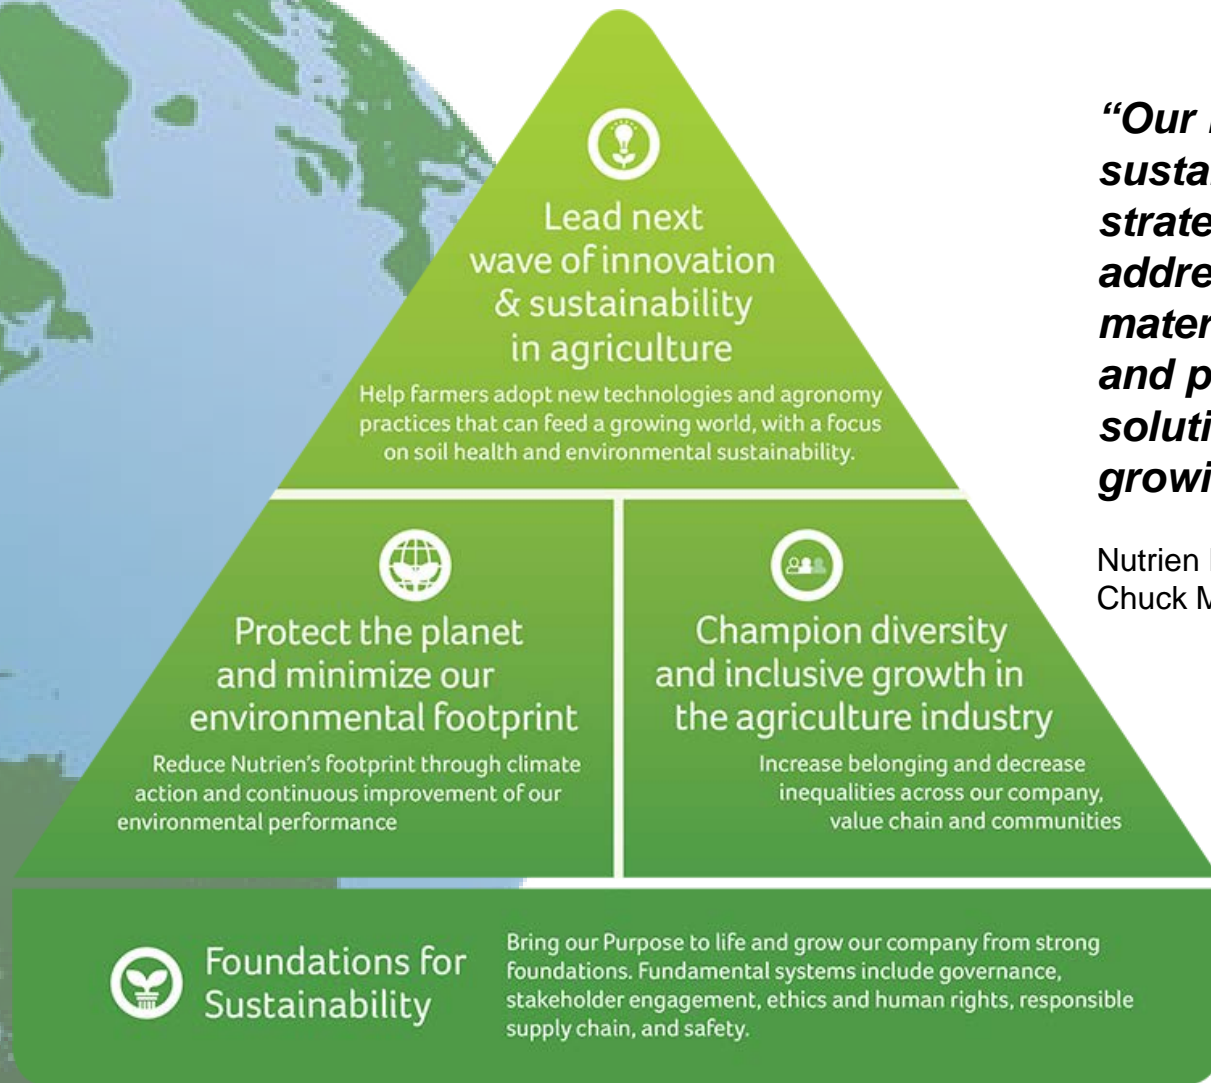 Lead next
wave of innovation
& sustainability
in agriculture
Help farmers adopt new technologies and agronomy
practices that can feed a growing world, with a focus
on soil health and environmental sustainability.
Protect the planet
and minimize our
environmental footprint
Reduce Nutrien's footprint through climate
action and continuous improvement of our
environmental performance
Champion diversity
and inclusive growth in
the agriculture industry
Increase belonging and decrease
inequalities across our company,
value chain and communities
Foundations for
Sustainability
Bring our Purpose to life and grow our company from strong
foundations. Fundamental systems include governance,
stakeholder engagement, ethics and human rights, responsible
supply chain, and safety.
“Our
and
Nutrien
Chuck